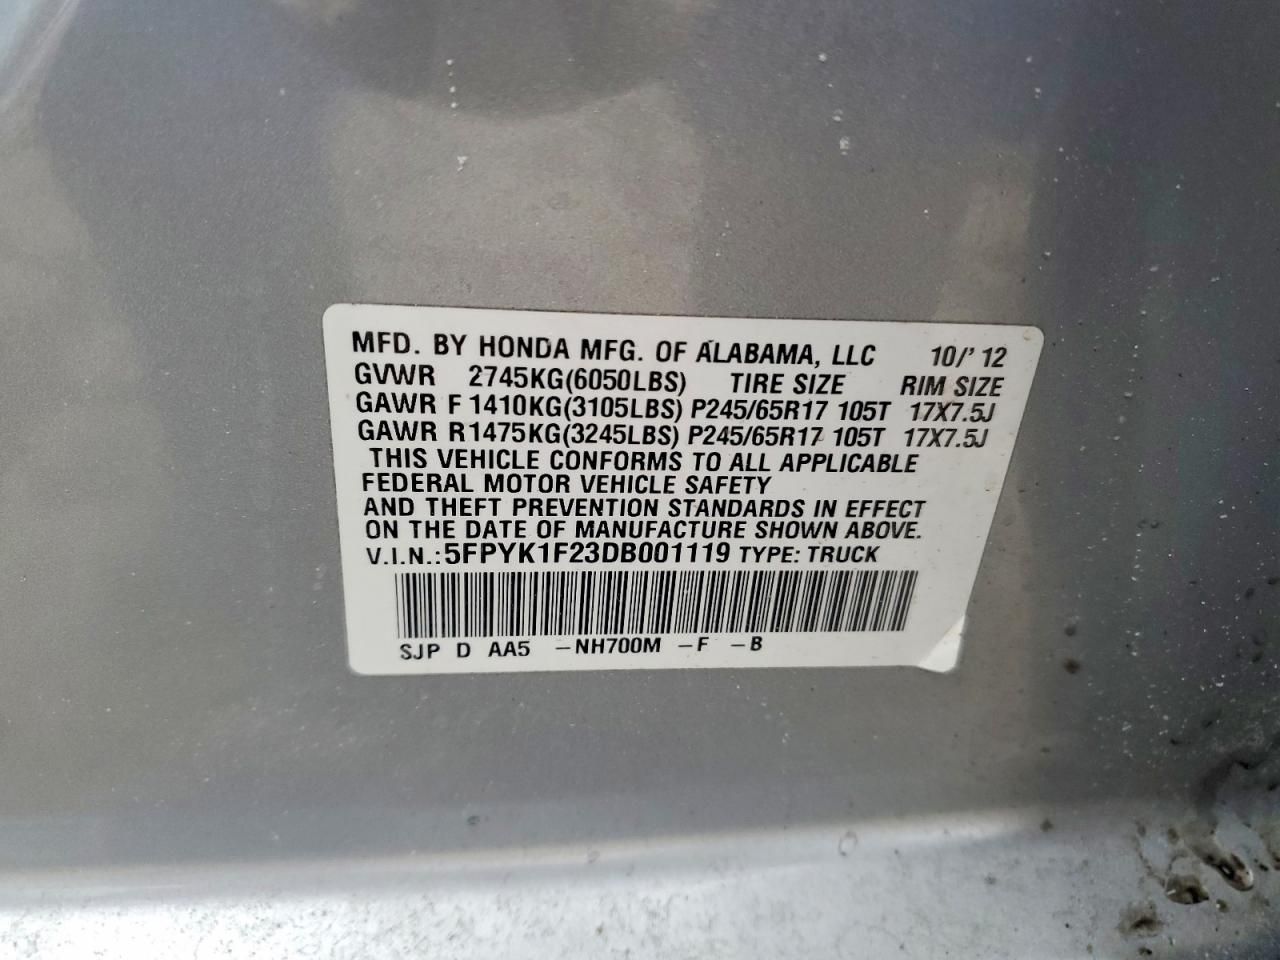 MFD. BY HONDA MFG. OF ALABAMA, LLC 10/'12
GVWR 2745KG(6050LBS) TIRE SIZE RIM SIZE
GAWR F 1410KG(3105LBS) P245/65R17 105T 17X7.5J
GAWR R1475KG(3245LBS) P245/65R17 105T 17X7.5J
THIS VEHICLE CONFORMS TO ALL APPLICABLE
FEDERAL MOTOR VEHICLE SAFETY
AND THEFT PREVENTION STANDARDS IN EFFECT
ON THE DATE OF MANUFACTURE SHOWN ABOVE.
V.I.N.:5FPYK1F23DB001119 TYPE: TRUCK
SJP D AA5 -NH700M -F -B